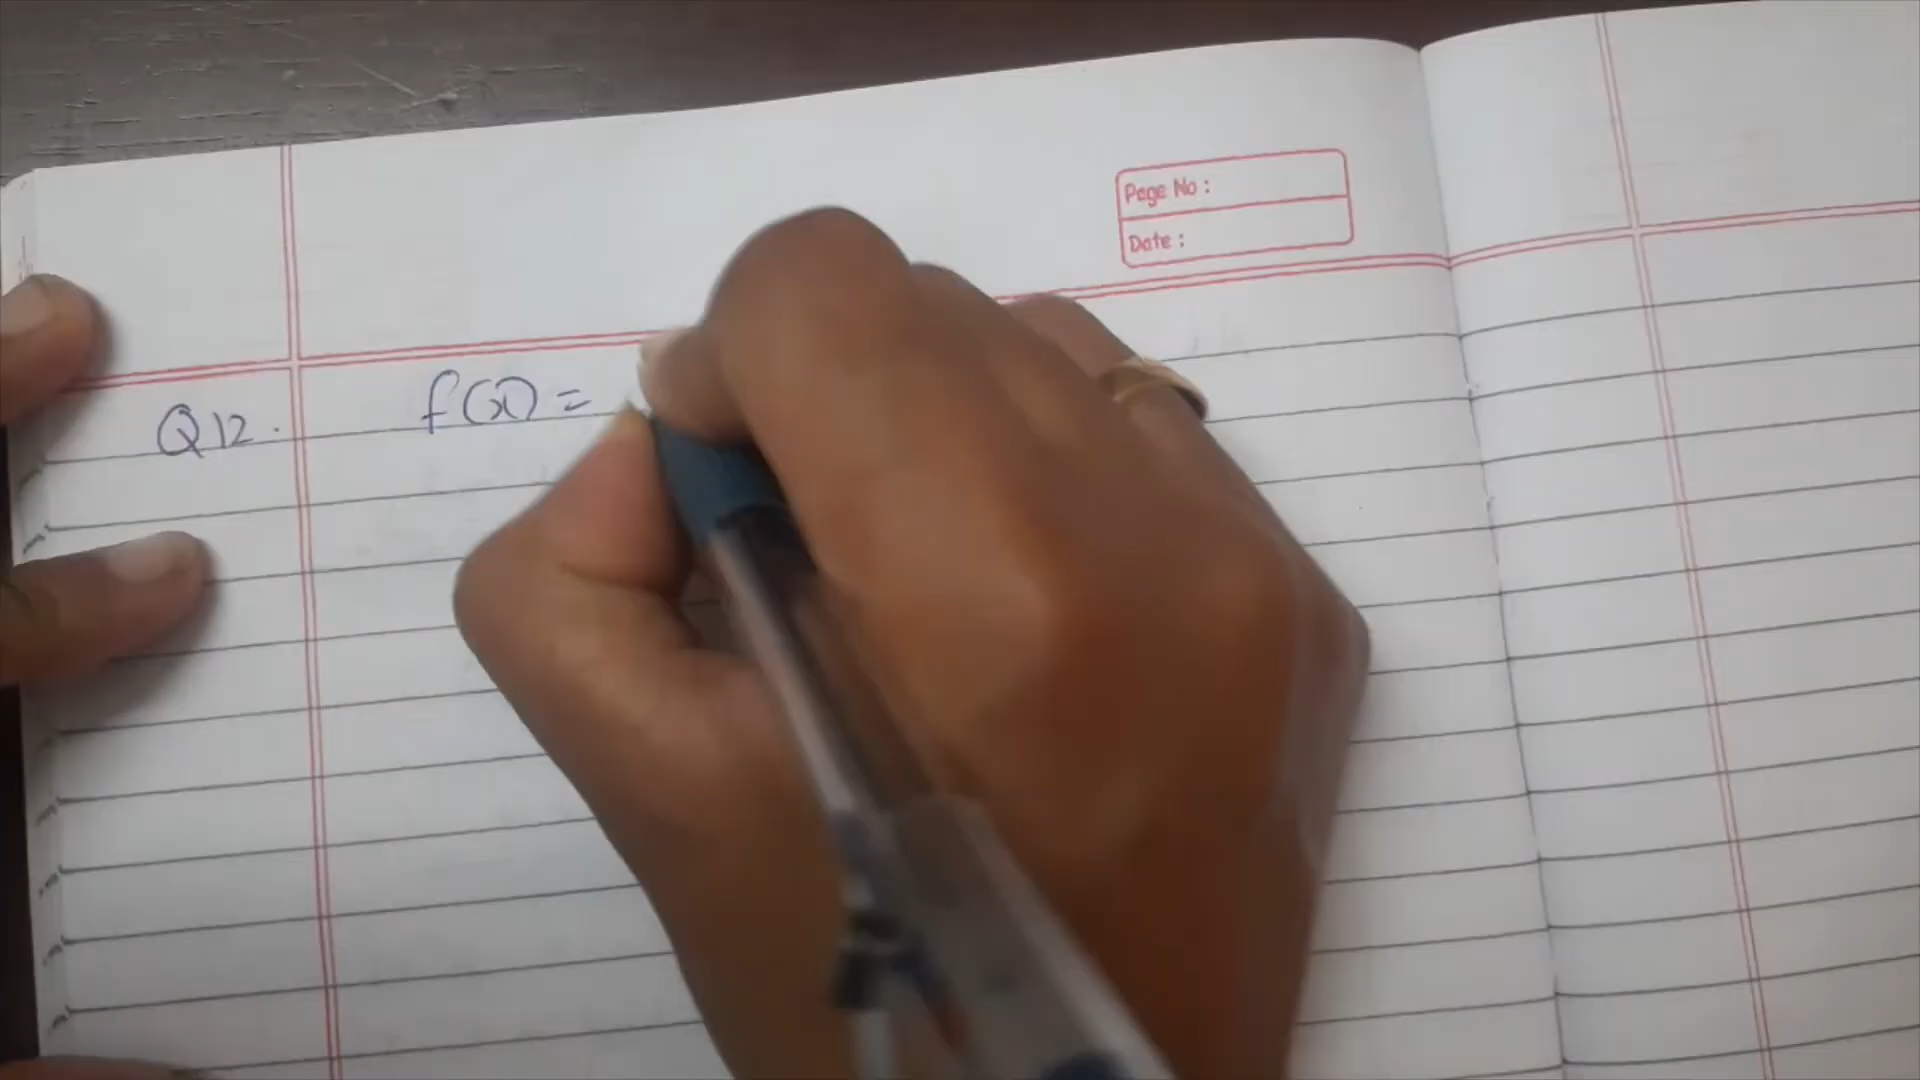 Page No :
Date :
Q12. f(x) =